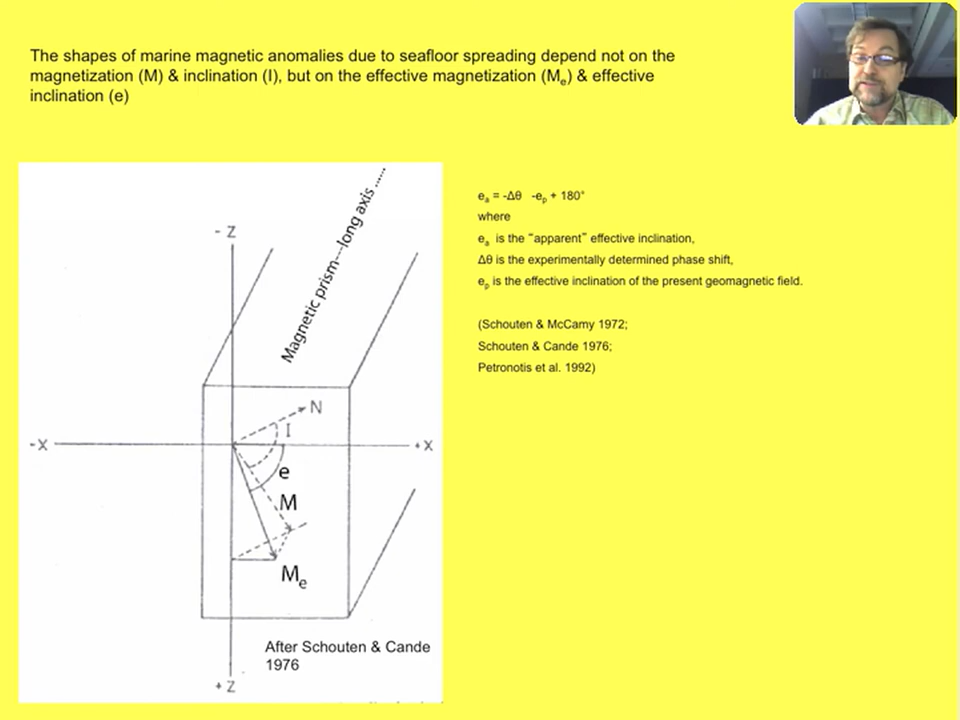 The shapes of marine magnetic anomalies due to seafloor spreading depend not on the
magnetization (M) & inclination (I), but on the effective magnetization (Me) & effective
inclination (e)
Magnetic prism---long axis ......
- Z
N
I
-X
+X
e
M
Me
After Schouten & Cande
1976
+ Z
ea = -Δθ -ep + 180°
where
ea is the “apparent” effective inclination,
Δθ is the experimentally determined phase shift,
ep is the effective inclination of the present geomagnetic field.
(Schouten & McCamy 1972;
Schouten & Cande 1976;
Petronotis et al. 1992)